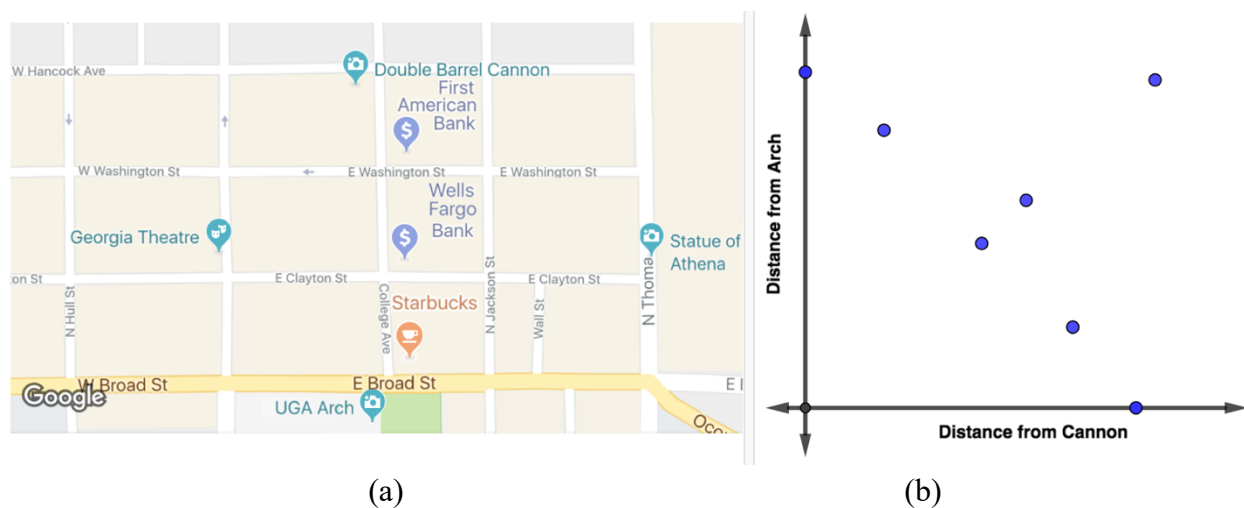 W Hancock Ave
Double Barrel Cannon
First
American
Bank
W Washington St
E Washington St
E Washington St
Wells
Fargo
Bank
Georgia Theatre
Statue of
Athena
E Clayton St
E Clayton St
N Hull St
College Ave
N Jackson St
Wall St
N Thoma
Starbucks
W Broad St
E Broad St
Google
UGA Arch
Distance from Arch
Distance from Cannon
(a)
(b)